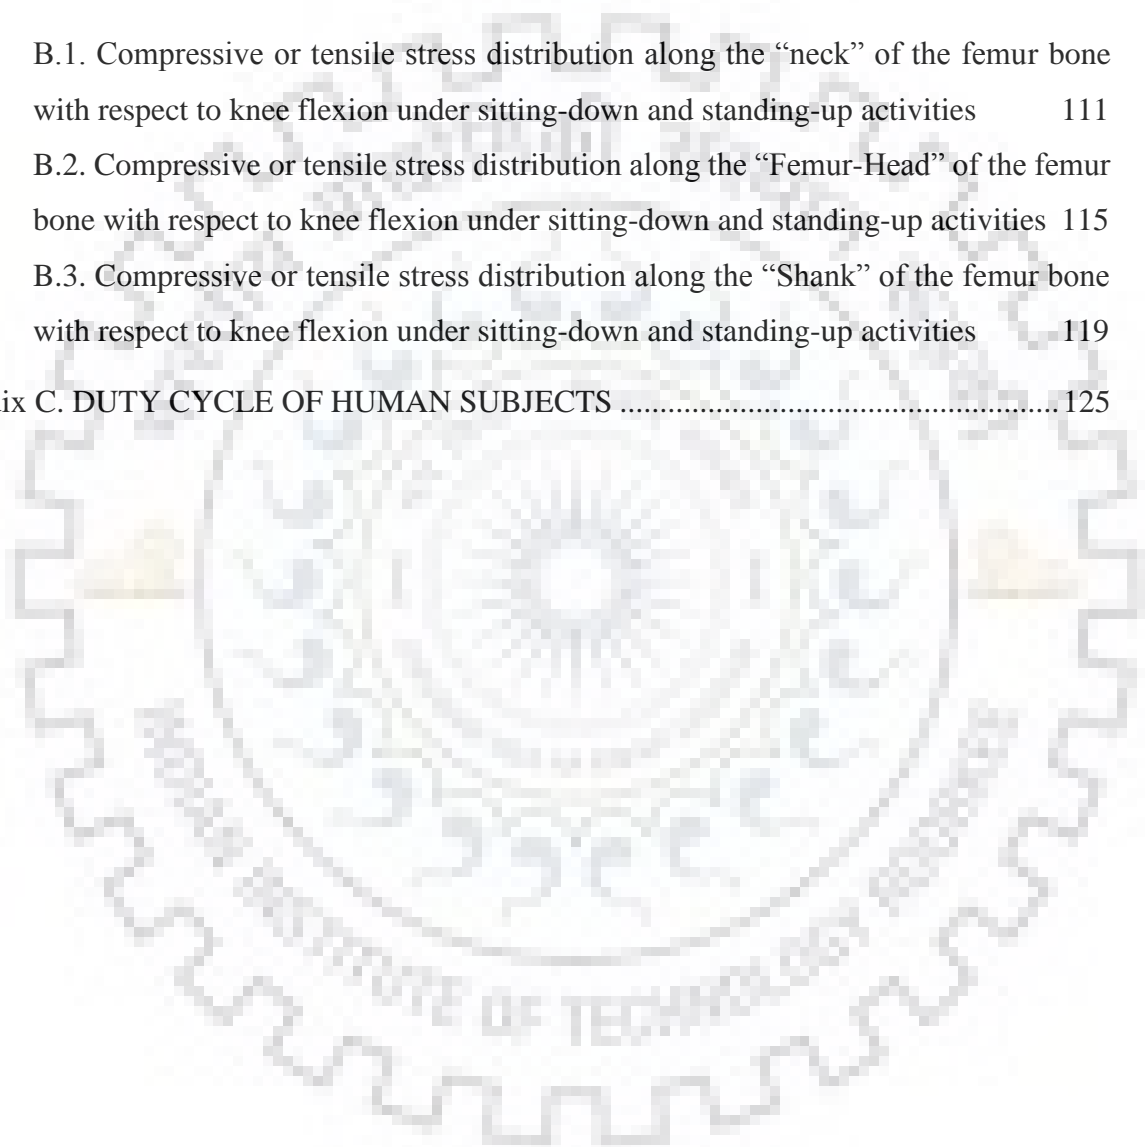 B.1. Compressive or tensile stress distribution along the “neck” of the femur bone
with respect to knee flexion under sitting-down and standing-up activities 111
B.2. Compressive or tensile stress distribution along the “Femur-Head” of the femur
bone with respect to knee flexion under sitting-down and standing-up activities 115
B.3. Compressive or tensile stress distribution along the “Shank” of the femur bone
with respect to knee flexion under sitting-down and standing-up activities 119
ix C. DUTY CYCLE OF HUMAN SUBJECTS ....................................................... 125
INSTITUTE OF TECHNOLOGY